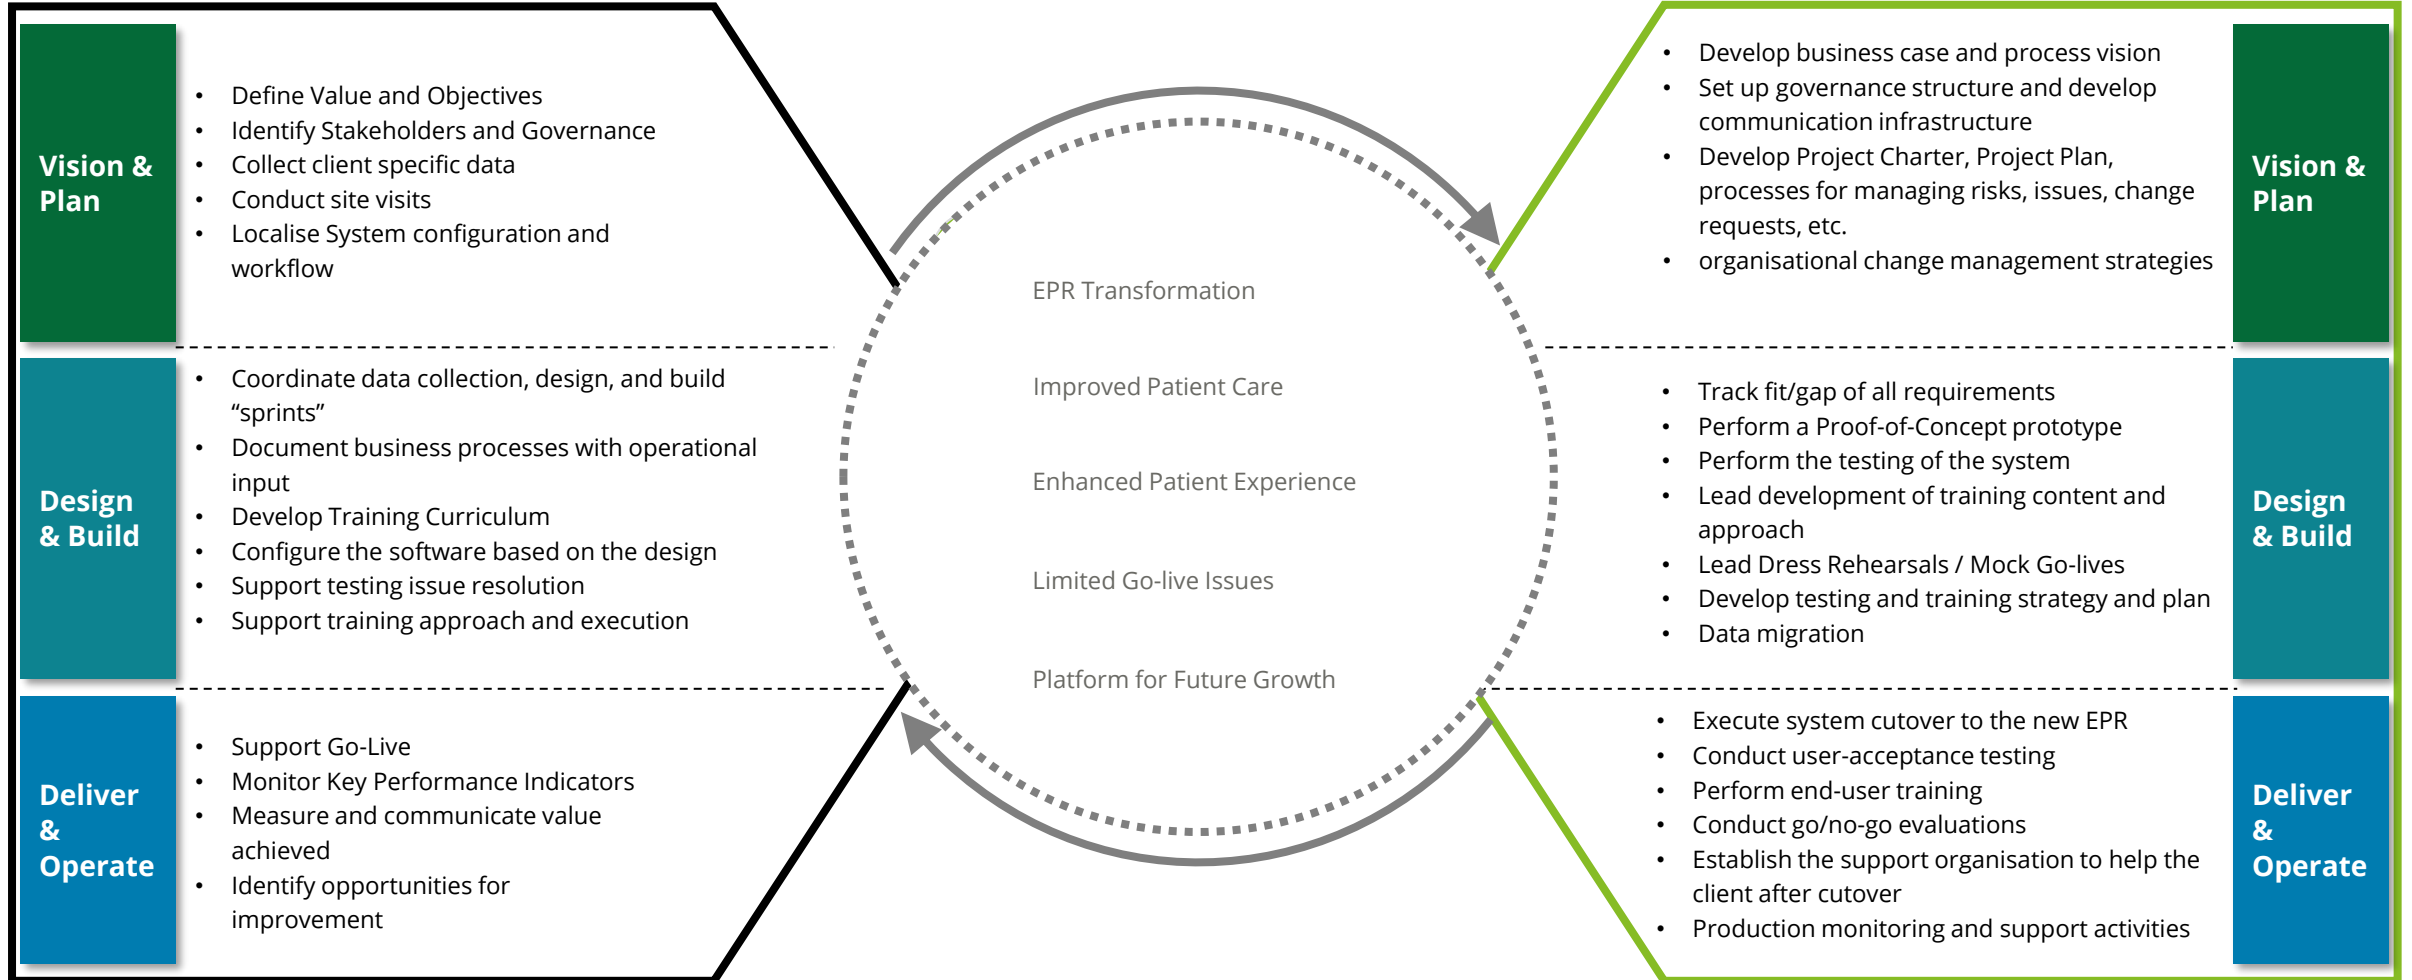 Vision &
Plan
• Define Value and Objectives
• Identify Stakeholders and Governance
• Collect client specific data
• Conduct site visits
• Localise System configuration and
workflow
Design
& Build
• Coordinate data collection, design, and build
“sprints”
• Document business processes with operational
input
• Develop Training Curriculum
• Configure the software based on the design
• Support testing issue resolution
• Support training approach and execution
Deliver
&
Operate
• Support Go-Live
• Monitor Key Performance Indicators
• Measure and communicate value
achieved
• Identify opportunities for
improvement
EPR Transformation
Improved Patient Care
Enhanced Patient Experience
Limited Go-live Issues
Platform for Future Growth
• Develop business case and process vision
• Set up governance structure and develop
communication infrastructure
• Develop Project Charter, Project Plan,
processes for managing risks, issues, change
requests, etc.
• organisational change management strategies
Vision &
Plan
• Track fit/gap of all requirements
• Perform a Proof-of-Concept prototype
• Perform the testing of the system
• Lead development of training content and
approach
• Lead Dress Rehearsals / Mock Go-lives
• Develop testing and training strategy and plan
• Data migration
Design
& Build
• Execute system cutover to the new EPR
• Conduct user-acceptance testing
• Perform end-user training
• Conduct go/no-go evaluations
• Establish the support organisation to help the
client after cutover
• Production monitoring and support activities
Deliver
&
Operate